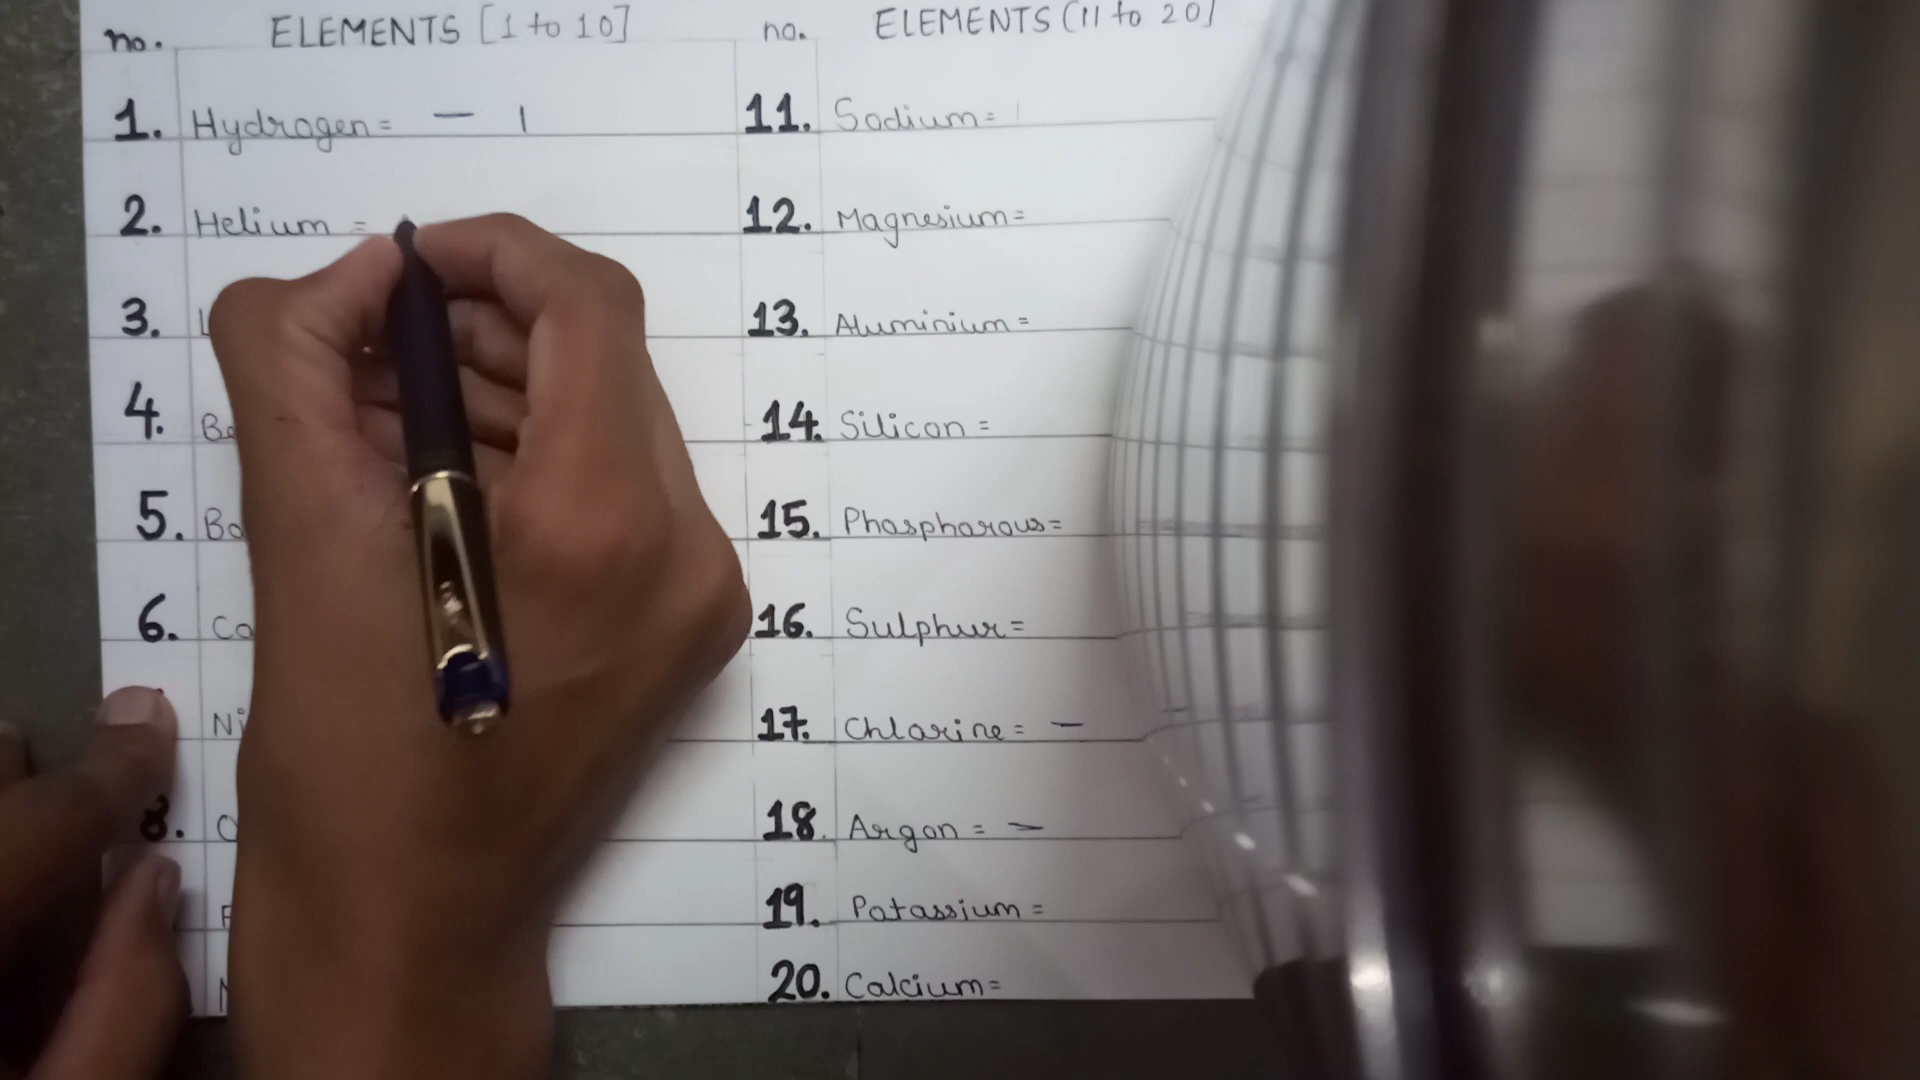 no. ELEMENTS [1 to 10] no. ELEMENTS (11 to 20]
1. Hydrogen = — 1 11. Sodium =
2. Helium = 12. Magnesium =
3. 13. Aluminium =
4. 14. Silicon =
5. 15. Phosphorous =
6. 16. Sulphur =
17. Chlorine = —
8. 18. Argon = —
19. Potassium =
20. Calcium =